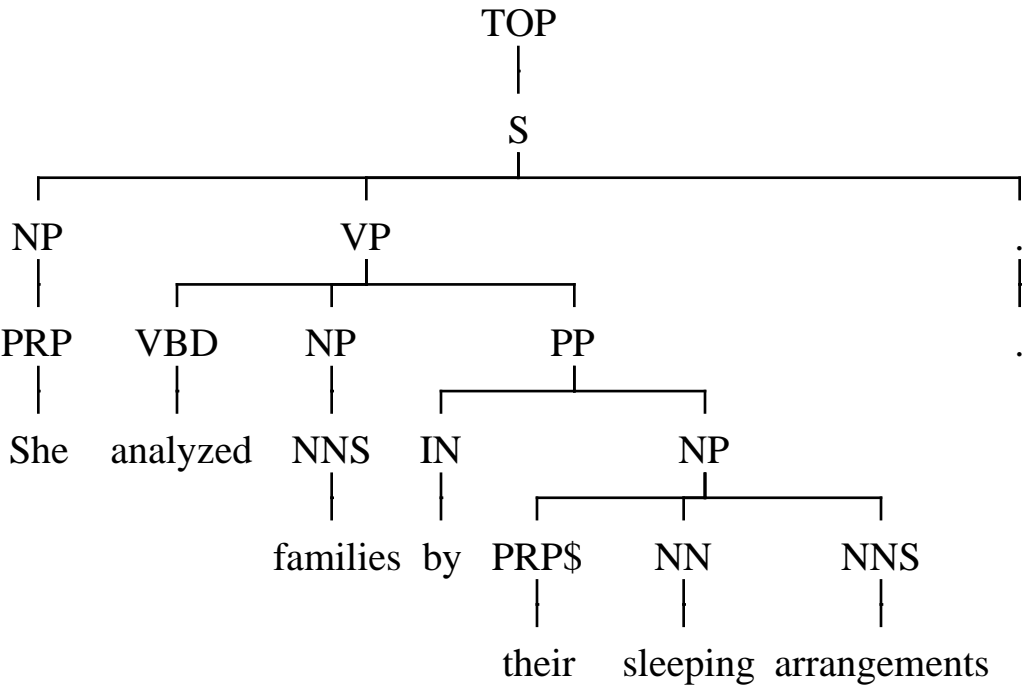 TOP
S
NP VP .
PRP VBD NP PP .
She analyzed NNS IN NP
families by PRP$ NN NNS
their sleeping arrangements